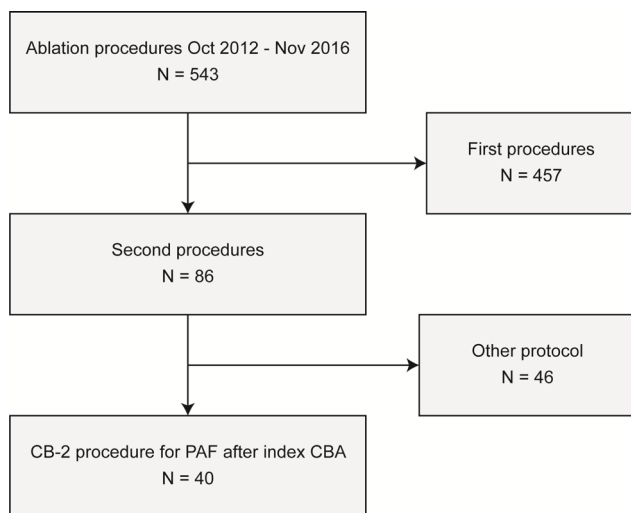 Ablation procedures Oct 2012 - Nov 2016
N = 543
First procedures
N = 457
Second procedures
N = 86
Other protocol
N = 46
CB-2 procedure for PAF after index CBA
N = 40